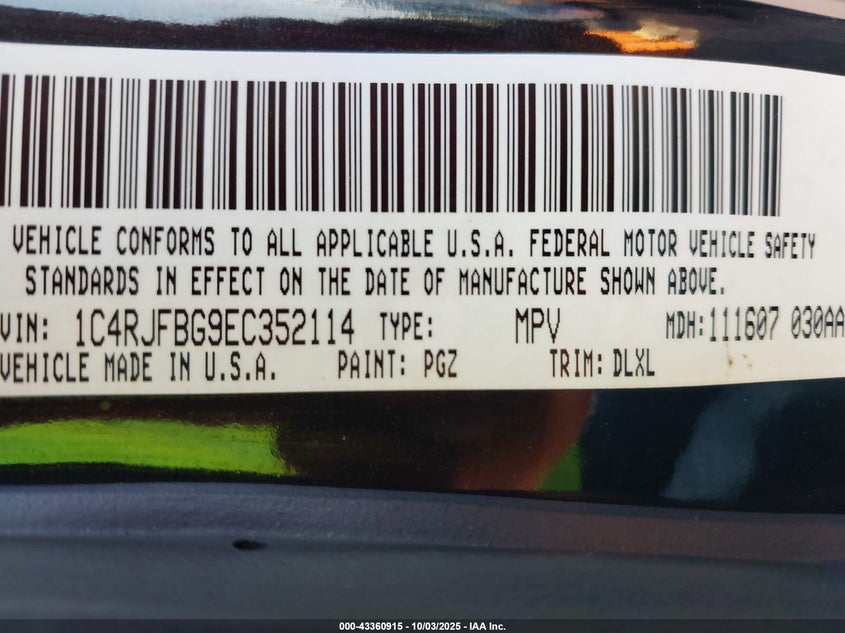 VEHICLE CONFORMS TO ALL APPLICABLE U.S.A. FEDERAL MOTOR VEHICLE SAFETY
STANDARDS IN EFFECT ON THE DATE OF MANUFACTURE SHOWN ABOVE.
VIN: 1C4RJFBG9EC352114 TYPE: MPV MDH:111607 030AA
VEHICLE MADE IN U.S.A. PAINT: PGZ TRIM: DLXL
000-43360915 - 10/03/2025 - IAA Inc.